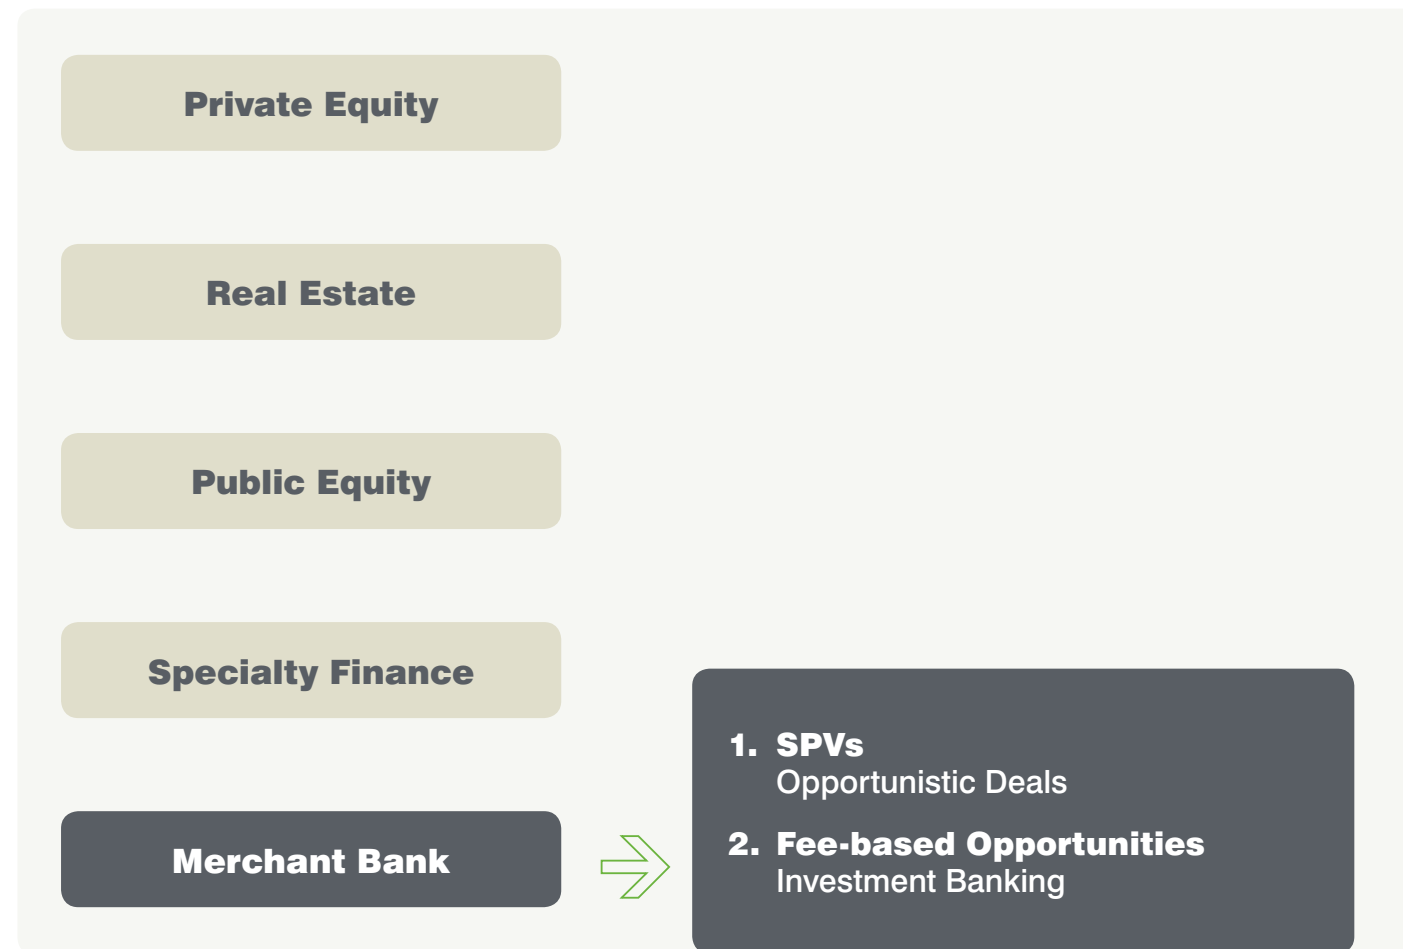 Private Equity
Real Estate
Public Equity
Specialty Finance
Merchant Bank
1. SPVs
Opportunistic Deals
2. Fee-based Opportunities
Investment Banking